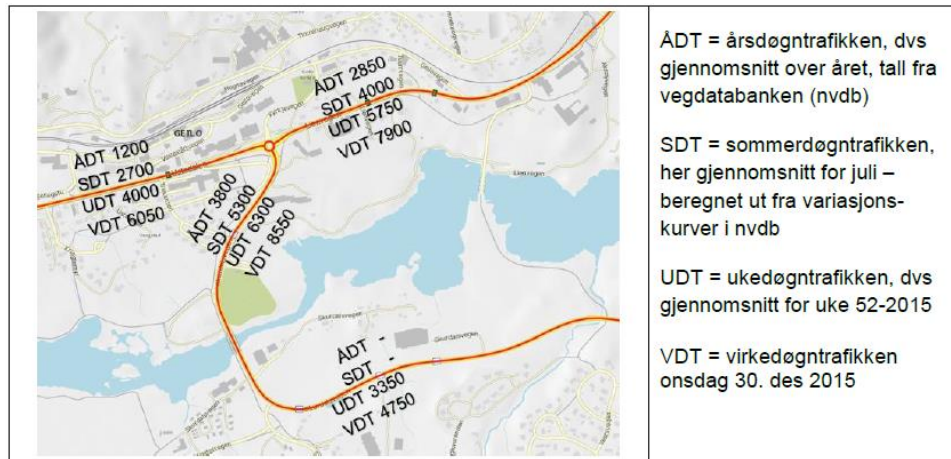 ÅDT 2850
SDT 4000
UDT 5750
VDT 7900
GEILO
ÅDT 1200
SDT 2700
UDT 4000
VDT 6050
ÅDT 3800
SDT 5300
UDT 6300
VDT 8550
ÅDT -
SDT -
UDT 3350
VDT 4750
ÅDT = årsdøgntrafikken, dvs
gjennomsnitt over året, tall fra
vegdatabanken (nvdb)
SDT = sommerdøgntrafikken,
her gjennomsnitt for juli –
beregnet ut fra variasjons-
kurver i nvdb
UDT = ukedøgntrafikken, dvs
gjennomsnitt for uke 52-2015
VDT = virkedøgntrafikken
onsdag 30. des 2015